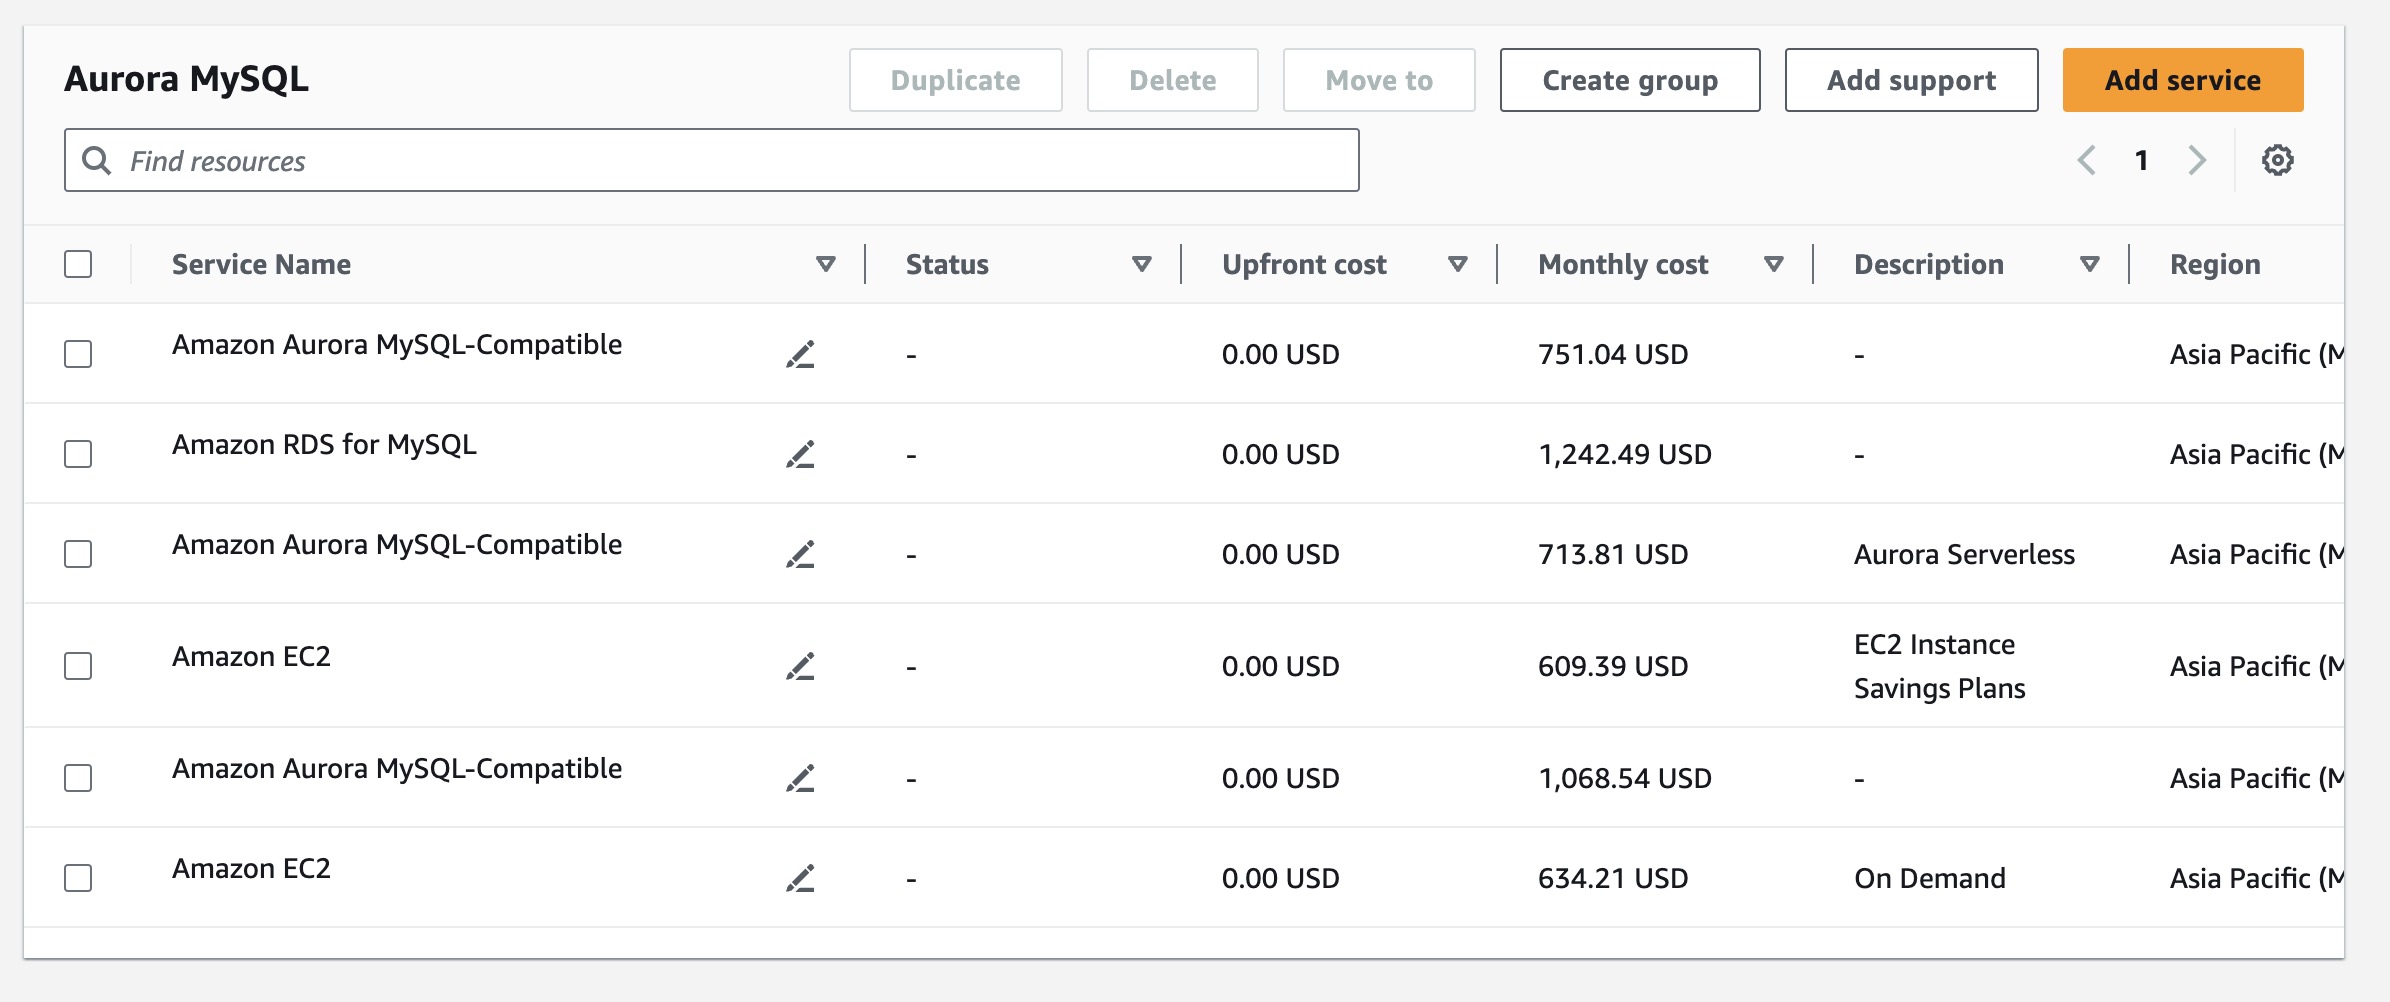 Aurora MySQL
Duplicate
Delete
Move to
Create group
Add support
Add service
Find resources
1
Service Name
Status
Upfront cost
Monthly cost
Description
Region
Amazon Aurora MySQL-Compatible
-
0.00 USD
751.04 USD
-
Asia Pacific (M
Amazon RDS for MySQL
-
0.00 USD
1,242.49 USD
-
Asia Pacific (M
Amazon Aurora MySQL-Compatible
-
0.00 USD
713.81 USD
Aurora Serverless
Asia Pacific (M
Amazon EC2
-
0.00 USD
609.39 USD
EC2 Instance
Savings Plans
Asia Pacific (M
Amazon Aurora MySQL-Compatible
-
0.00 USD
1,068.54 USD
-
Asia Pacific (M
Amazon EC2
-
0.00 USD
634.21 USD
On Demand
Asia Pacific (M